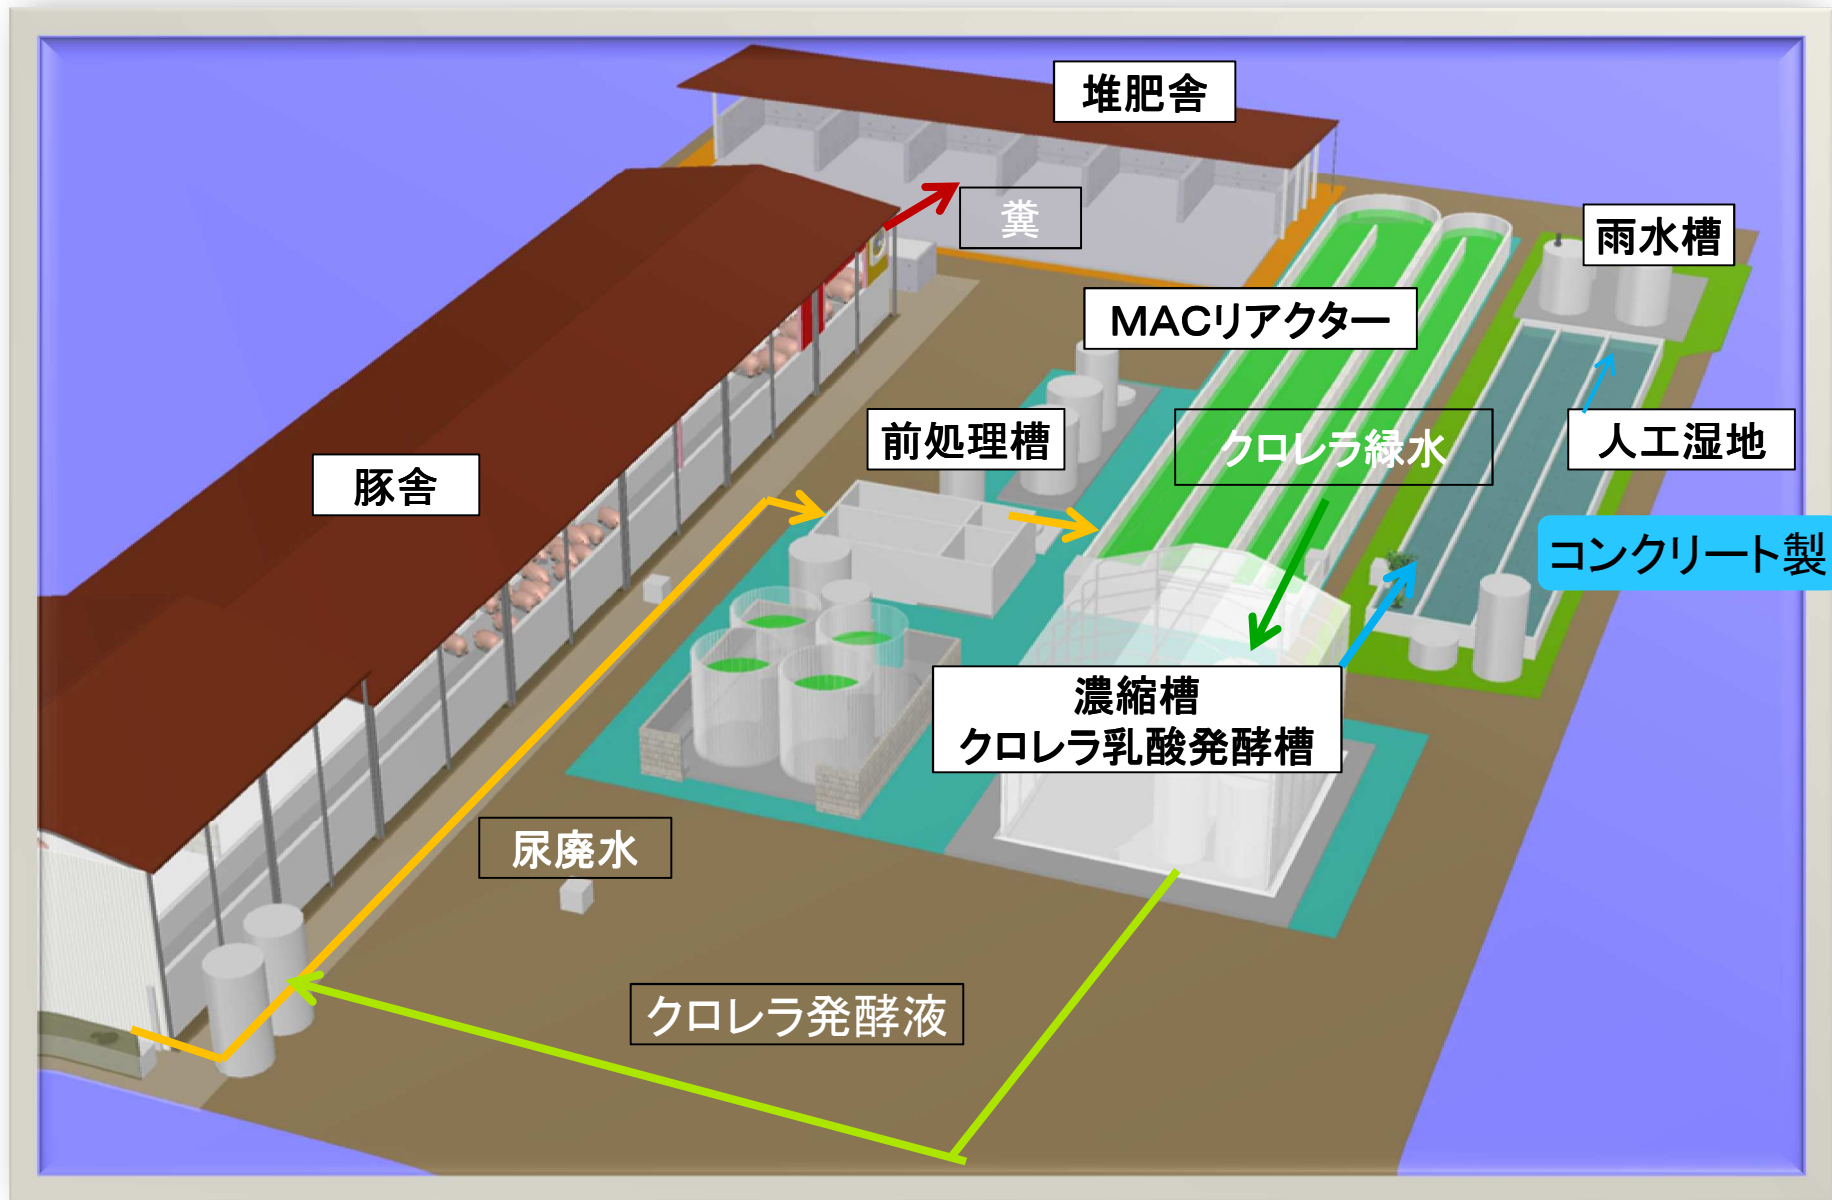 堆肥舎
糞
雨水槽
MACリアクター
前処理槽
クロレラ緑水
人工湿地
豚舎
コンクリート製
濃縮槽
クロレラ乳酸発酵槽
尿廃水
クロレラ発酵液